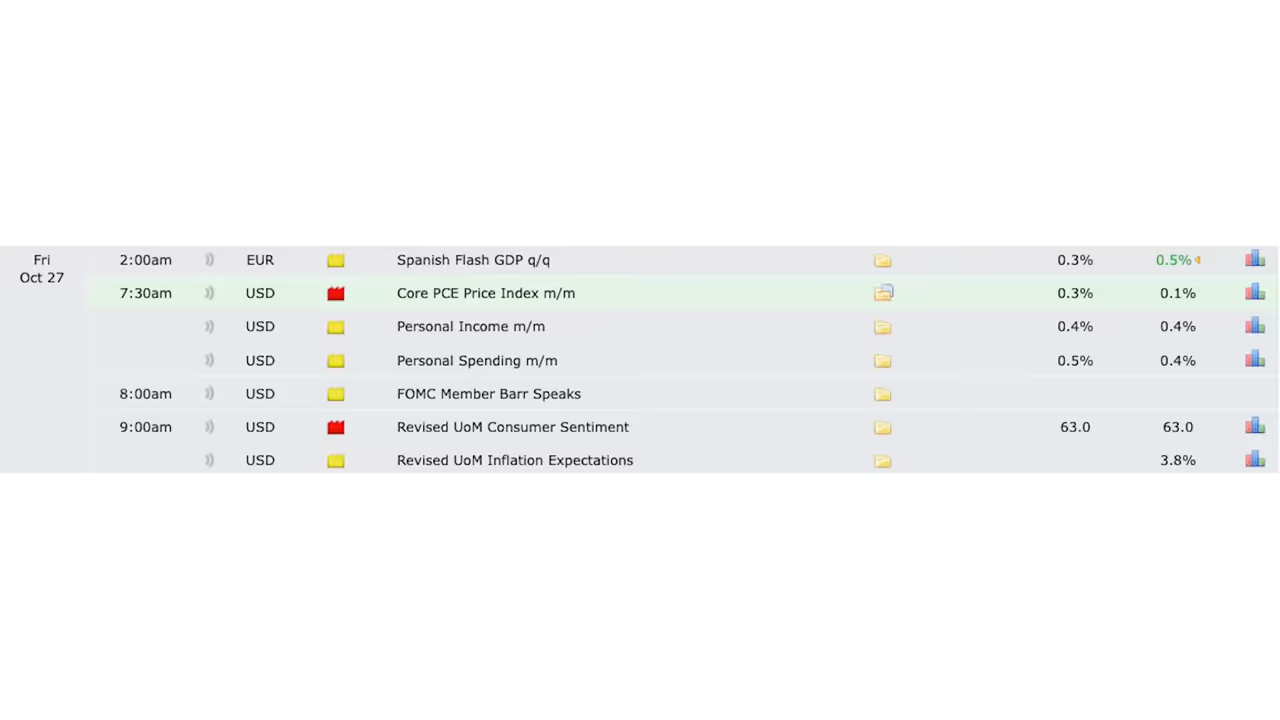 Fri 2:00am EUR Spanish Flash GDP q/q 0.3% 0.5%
Oct 27
7:30am USD Core PCE Price Index m/m 0.3% 0.1%
USD Personal Income m/m 0.4% 0.4%
USD Personal Spending m/m 0.5% 0.4%
8:00am USD FOMC Member Barr Speaks
9:00am USD Revised UoM Consumer Sentiment 63.0 63.0
USD Revised UoM Inflation Expectations 3.8%